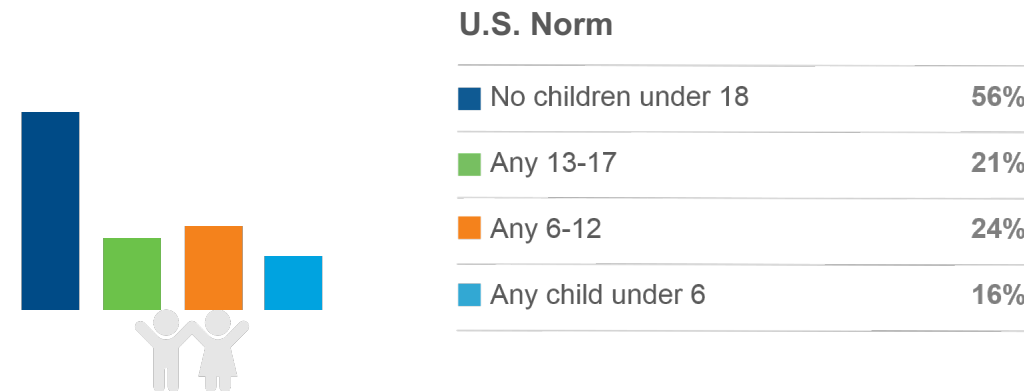 U.S. Norm
No children under 18 56%
Any 13-17 21%
Any 6-12 24%
Any child under 6 16%